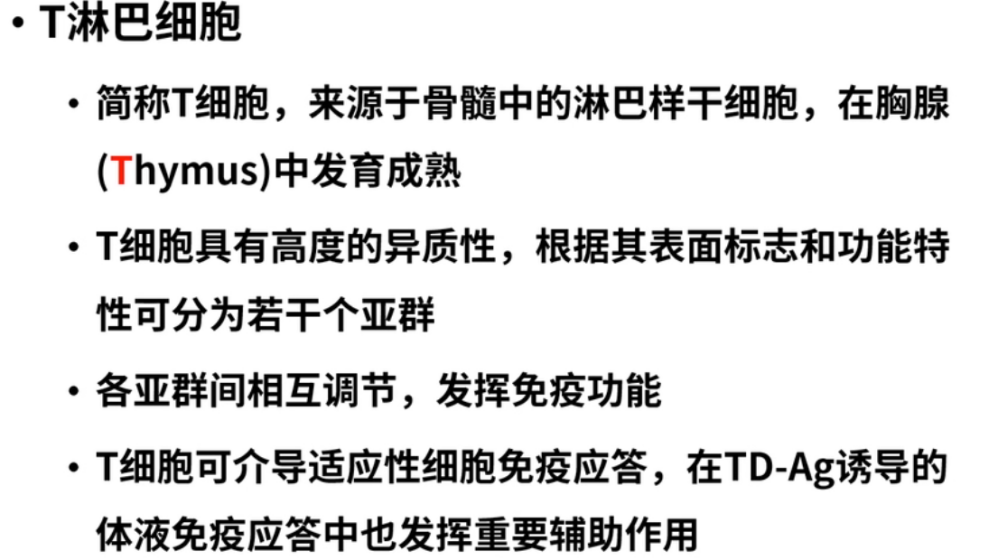 • T淋巴细胞
• 简称T细胞，来源于骨髓中的淋巴样干细胞，在胸腺
(Thymus)中发育成熟
• T细胞具有高度的异质性，根据其表面标志和功能特
性可分为若干个亚群
• 各亚群间相互调节，发挥免疫功能
• T细胞可介导适应性细胞免疫应答，在TD-Ag诱导的
体液免疫应答中也发挥重要辅助作用